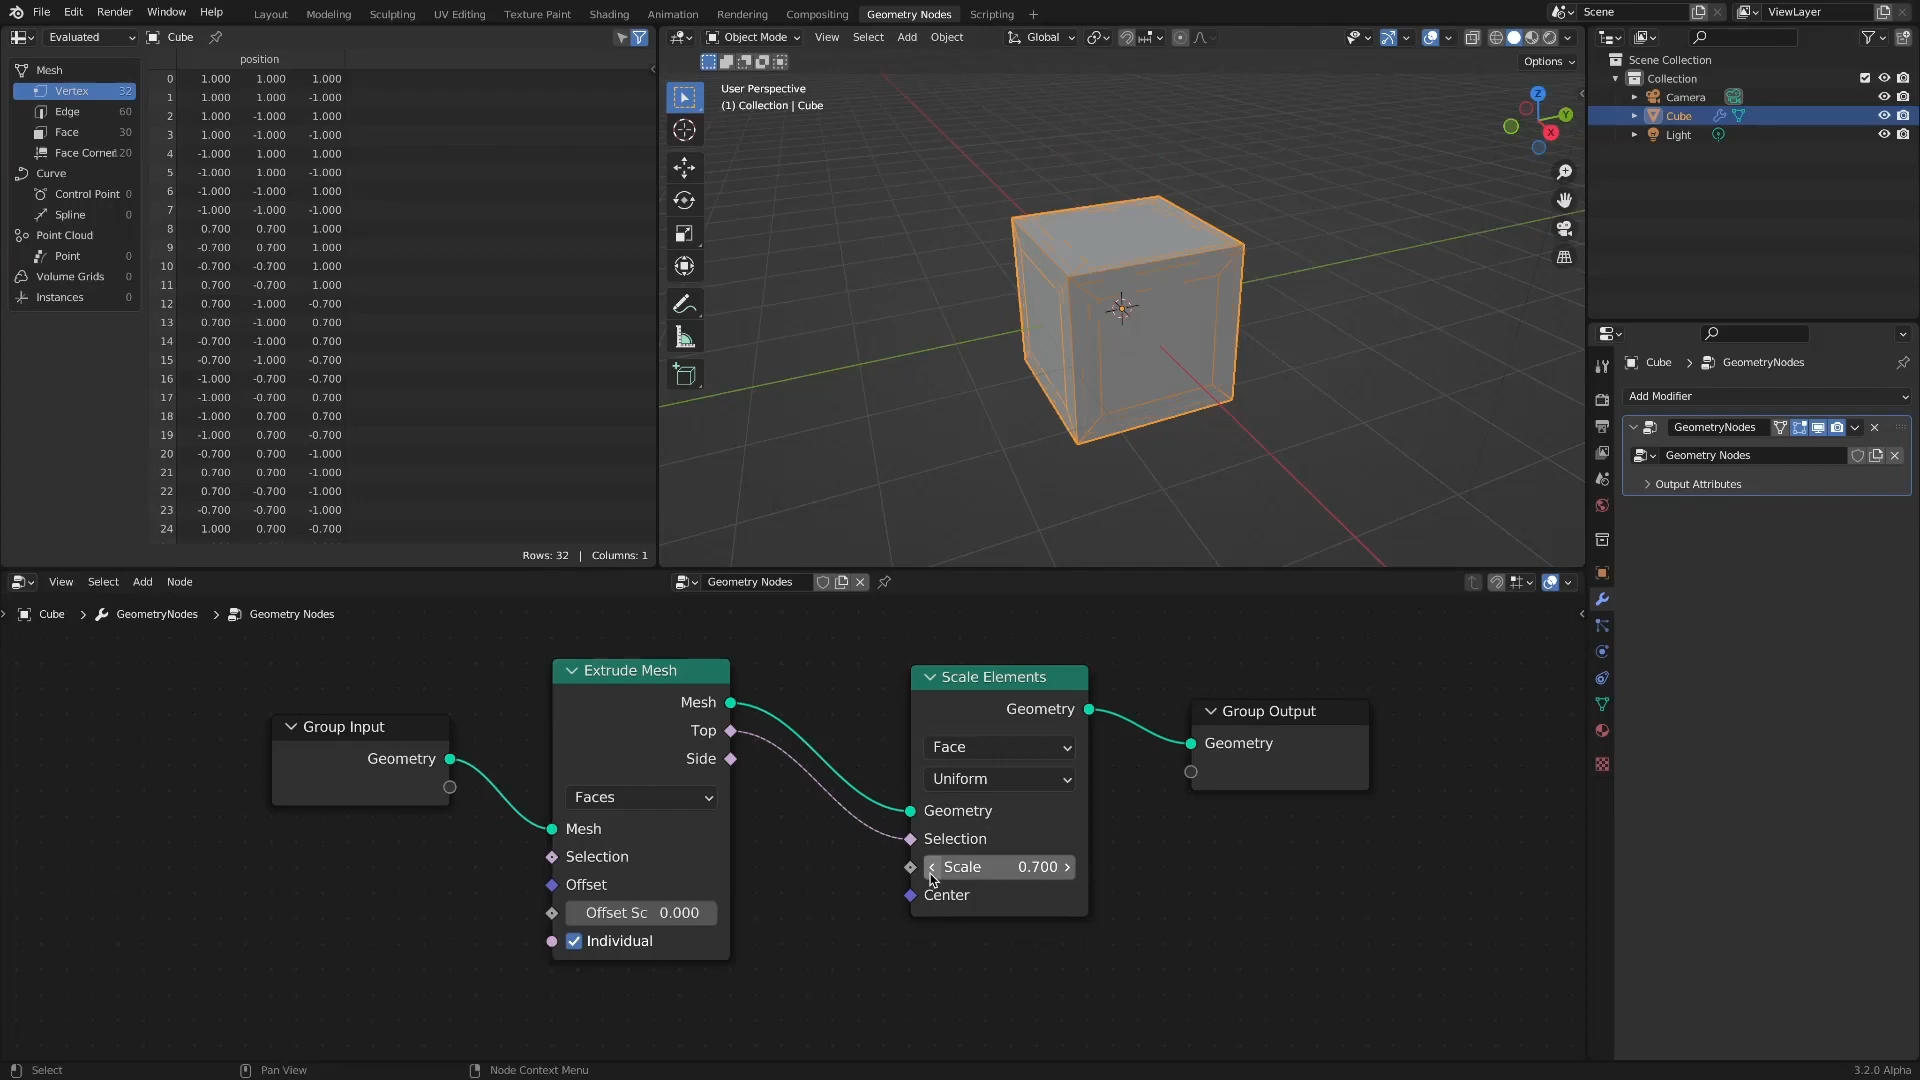 File Edit Render Window Help Layout Modeling Sculpting UV Editing Texture Paint Shading Animation Rendering Compositing Geometry Nodes Scripting + Scene ViewLayer
Evaluated Cube
position
Mesh
Vertex 32
Edge 60
Face 30
Face Corner 120
Curve
Control Point 0
Spline 0
Point Cloud
Point 0
Volume Grids 0
Instances 0
0 1.000 1.000 1.000
1 1.000 1.000 -1.000
2 1.000 -1.000 1.000
3 1.000 -1.000 -1.000
4 -1.000 1.000 1.000
5 -1.000 1.000 -1.000
6 -1.000 -1.000 1.000
7 -1.000 -1.000 -1.000
8 0.700 0.700 1.000
9 -0.700 0.700 1.000
10 -0.700 -0.700 1.000
11 0.700 -0.700 1.000
12 0.700 -1.000 -0.700
13 0.700 -1.000 0.700
14 -0.700 -1.000 0.700
15 -0.700 -1.000 -0.700
16 -1.000 -0.700 -0.700
17 -1.000 -0.700 0.700
18 -1.000 0.700 0.700
19 -1.000 0.700 -0.700
20 -0.700 0.700 -1.000
21 0.700 0.700 -1.000
22 0.700 -0.700 -1.000
23 -0.700 -0.700 -1.000
24 1.000 0.700 -0.700
Rows: 32 | Columns: 1
Object Mode View Select Add Object Global
Options
User Perspective
(1) Collection | Cube
Z
Y
X
Scene Collection
Collection
Camera
Cube
Light
Cube > GeometryNodes
Add Modifier
GeometryNodes
Geometry Nodes
Output Attributes
View Select Add Node Geometry Nodes
Cube > GeometryNodes > Geometry Nodes
Group Input
Geometry
Extrude Mesh
Mesh
Top
Side
Faces
Mesh
Selection
Offset
Offset Sc 0.000
Individual
Scale Elements
Geometry
Face
Uniform
Geometry
Selection
Scale 0.700
Center
Group Output
Geometry
Select Pan View Node Context Menu 3.2.0 Alpha